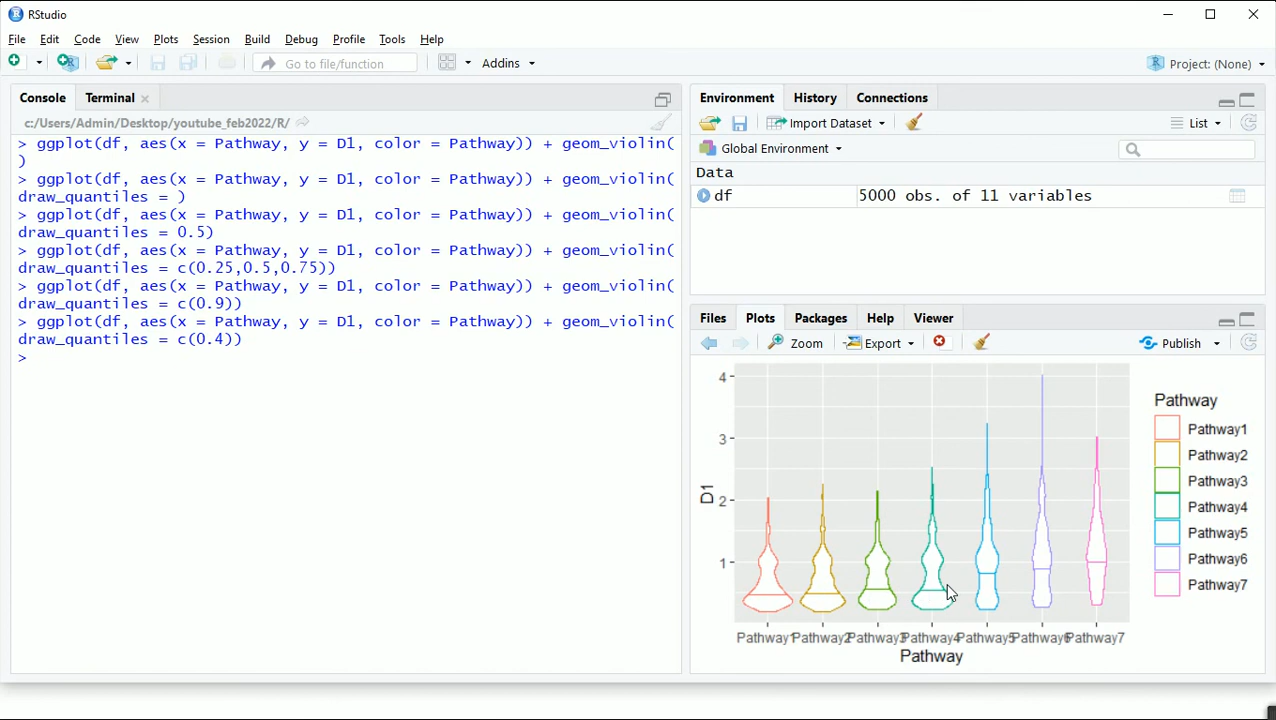 RStudio
File Edit Code View Plots Session Build Debug Profile Tools Help
Go to file/function
Addins
Project: (None)
Console Terminal
c:/Users/Admin/Desktop/youtube_feb2022/R/
> ggplot(df, aes(x = Pathway, y = D1, color = Pathway)) + geom_violin(
)
> ggplot(df, aes(x = Pathway, y = D1, color = Pathway)) + geom_violin(
draw_quantiles = )
> ggplot(df, aes(x = Pathway, y = D1, color = Pathway)) + geom_violin(
draw_quantiles = 0.5)
> ggplot(df, aes(x = Pathway, y = D1, color = Pathway)) + geom_violin(
draw_quantiles = c(0.25,0.5,0.75))
> ggplot(df, aes(x = Pathway, y = D1, color = Pathway)) + geom_violin(
draw_quantiles = c(0.9))
> ggplot(df, aes(x = Pathway, y = D1, color = Pathway)) + geom_violin(
draw_quantiles = c(0.4))
>
Environment History Connections
Import Dataset List
Global Environment
Data
df 5000 obs. of 11 variables
Files Plots Packages Help Viewer
Zoom Export Publish
4
3
2
1
D1
Pathway1 Pathway2 Pathway3 Pathway4 Pathway5 Pathway6 Pathway7
Pathway
Pathway
Pathway1
Pathway2
Pathway3
Pathway4
Pathway5
Pathway6
Pathway7